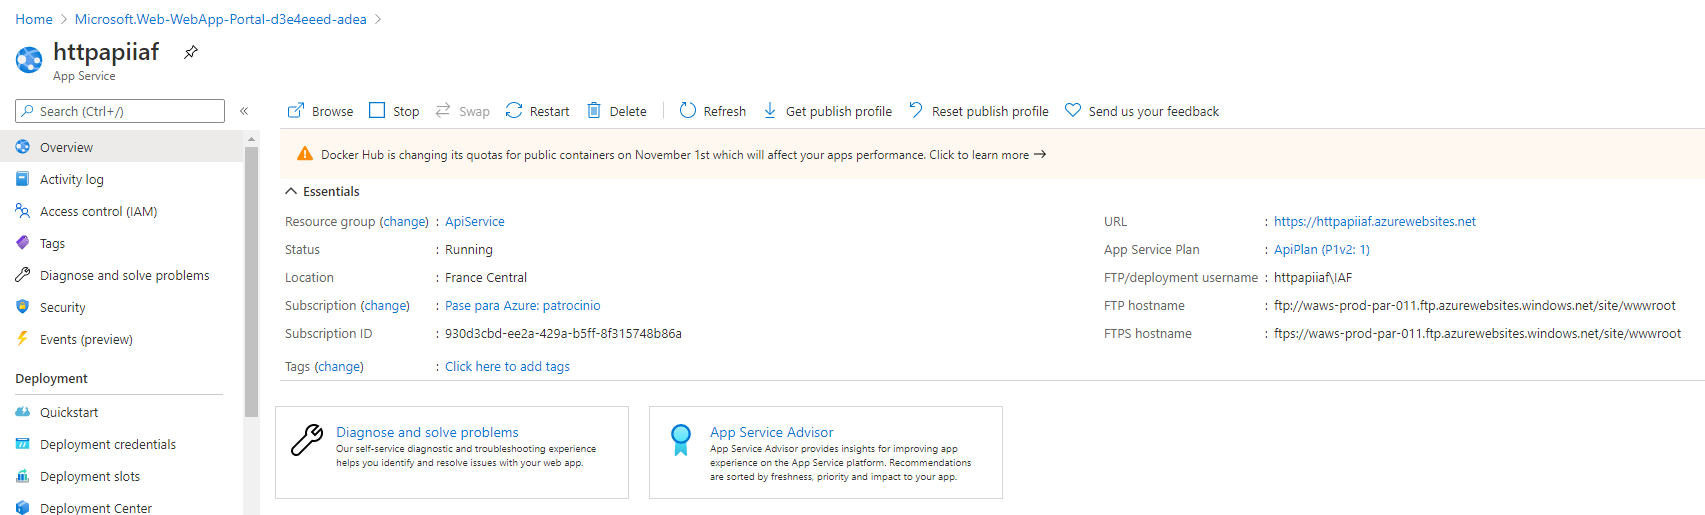 Home > Microsoft.Web-WebApp-Portal-d3e4eeed-adea >
httpapiiaf
App Service
Search (Ctrl+/)
«
Browse Stop Swap Restart Delete Refresh Get publish profile Reset publish profile Send us your feedback
Docker Hub is changing its quotas for public containers on November 1st which will affect your apps performance. Click to learn more →
Overview
Activity log
Access control (IAM)
Tags
Diagnose and solve problems
Security
Events (preview)
Deployment
Quickstart
Deployment credentials
Deployment slots
Deployment Center
Essentials
Resource group (change) : ApiService
Status : Running
Location : France Central
Subscription (change) : Pase para Azure: patrocinio
Subscription ID : 930d3cbd-ee2a-429a-b5ff-8f315748b86a
Tags (change) : Click here to add tags
URL : https://httpapiiaf.azurewebsites.net
App Service Plan : ApiPlan (P1v2: 1)
FTP/deployment username : httpapiiaf\IAF
FTP hostname : ftp://waws-prod-par-011.ftp.azurewebsites.windows.net/site/wwwroot
FTPS hostname : ftps://waws-prod-par-011.ftp.azurewebsites.windows.net/site/wwwroot
Diagnose and solve problems
Our self-service diagnostic and troubleshooting experience
helps you identify and resolve issues with your web app.
App Service Advisor
App Service Advisor provides insights for improving app
experience on the App Service platform. Recommendations
are sorted by freshness, priority and impact to your app.